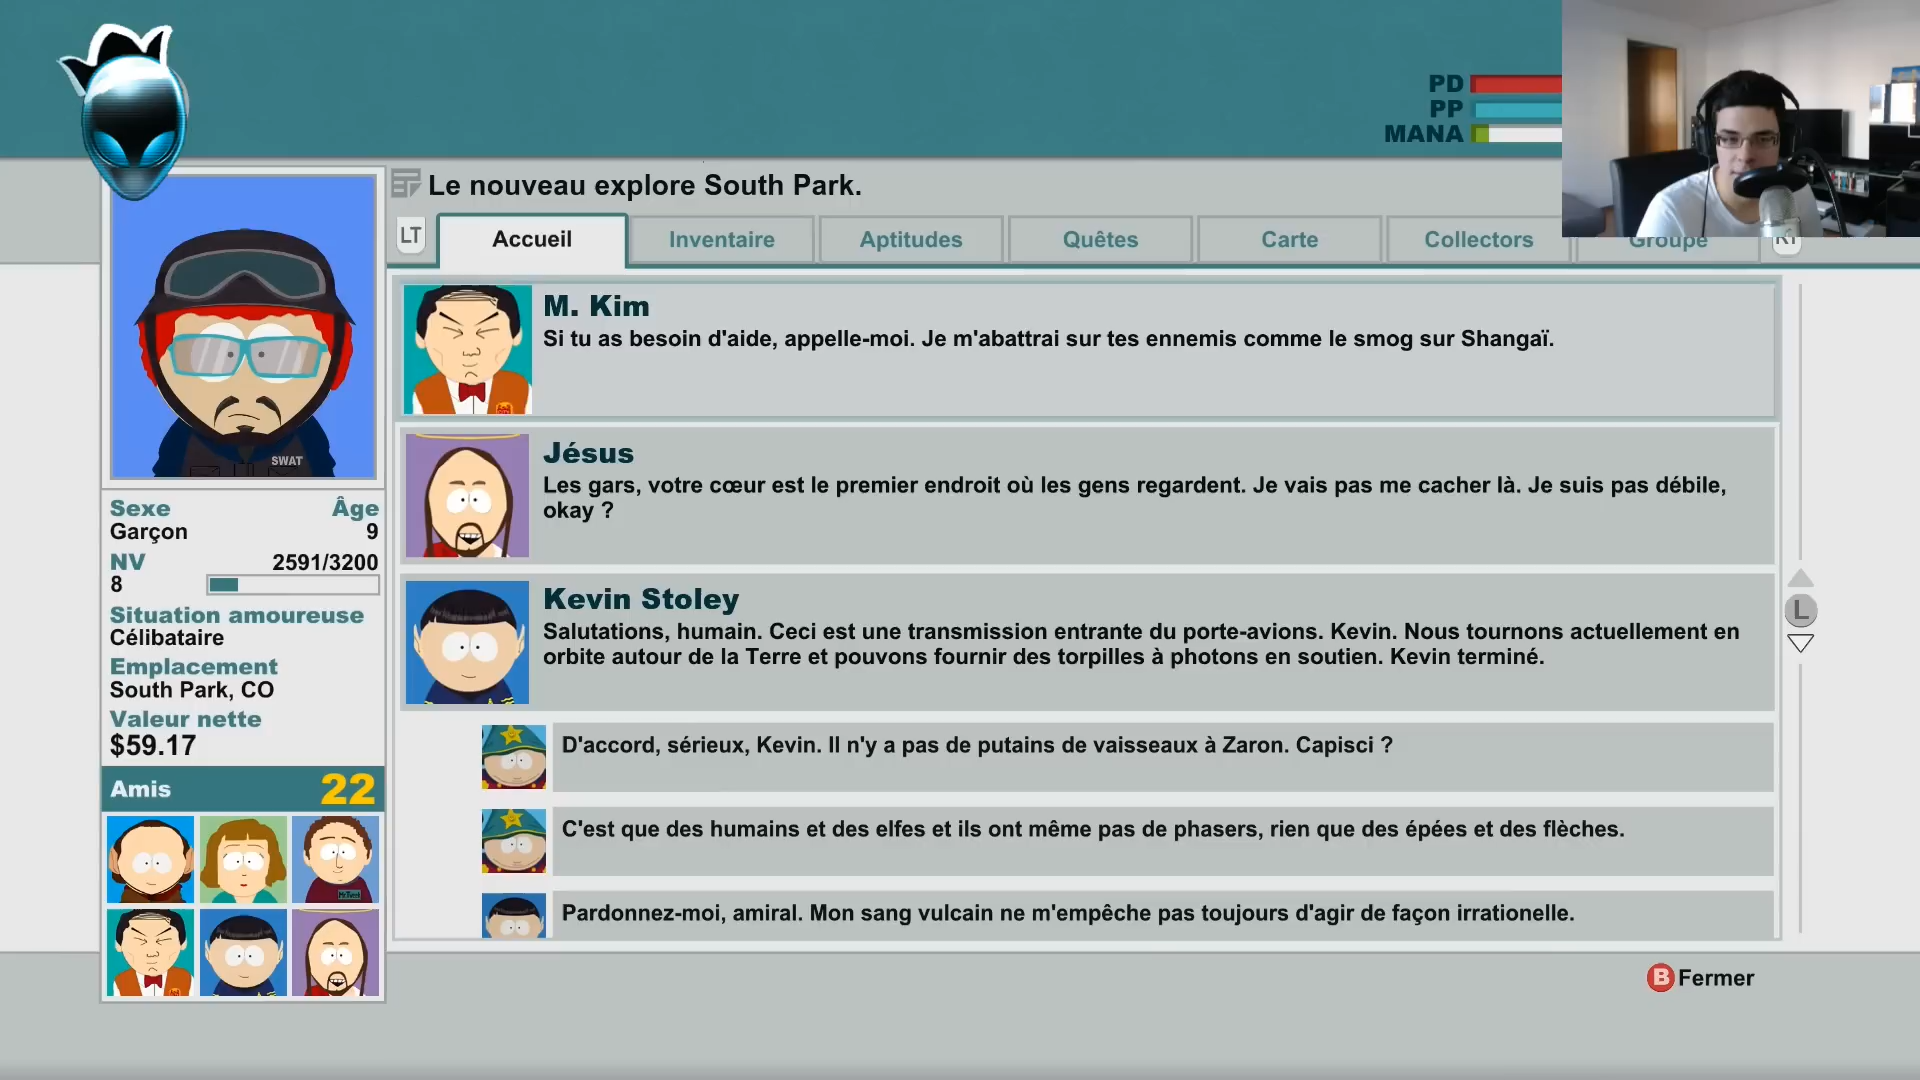 PD
PP
MANA
Le nouveau explore South Park.
LT
Accueil
Inventaire
Aptitudes
Quêtes
Carte
Collectors
Groupe
RT
M. Kim
Si tu as besoin d'aide, appelle-moi. Je m'abattrai sur tes ennemis comme le smog sur Shangaï.
Jésus
Les gars, votre cœur est le premier endroit où les gens regardent. Je vais pas me cacher là. Je suis pas débile,
okay ?
Kevin Stoley
Salutations, humain. Ceci est une transmission entrante du porte-avions. Kevin. Nous tournons actuellement en
orbite autour de la Terre et pouvons fournir des torpilles à photons en soutien. Kevin terminé.
D'accord, sérieux, Kevin. Il n'y a pas de putains de vaisseaux à Zaron. Capisci ?
C'est que des humains et des elfes et ils ont même pas de phasers, rien que des épées et des flèches.
Pardonnez-moi, amiral. Mon sang vulcain ne m'empêche pas toujours d'agir de façon irrationelle.
SWAT
Sexe Âge
Garçon 9
NV 2591/3200
8
Situation amoureuse
Célibataire
Emplacement
South Park, CO
Valeur nette
$59.17
Amis 22
L
B Fermer